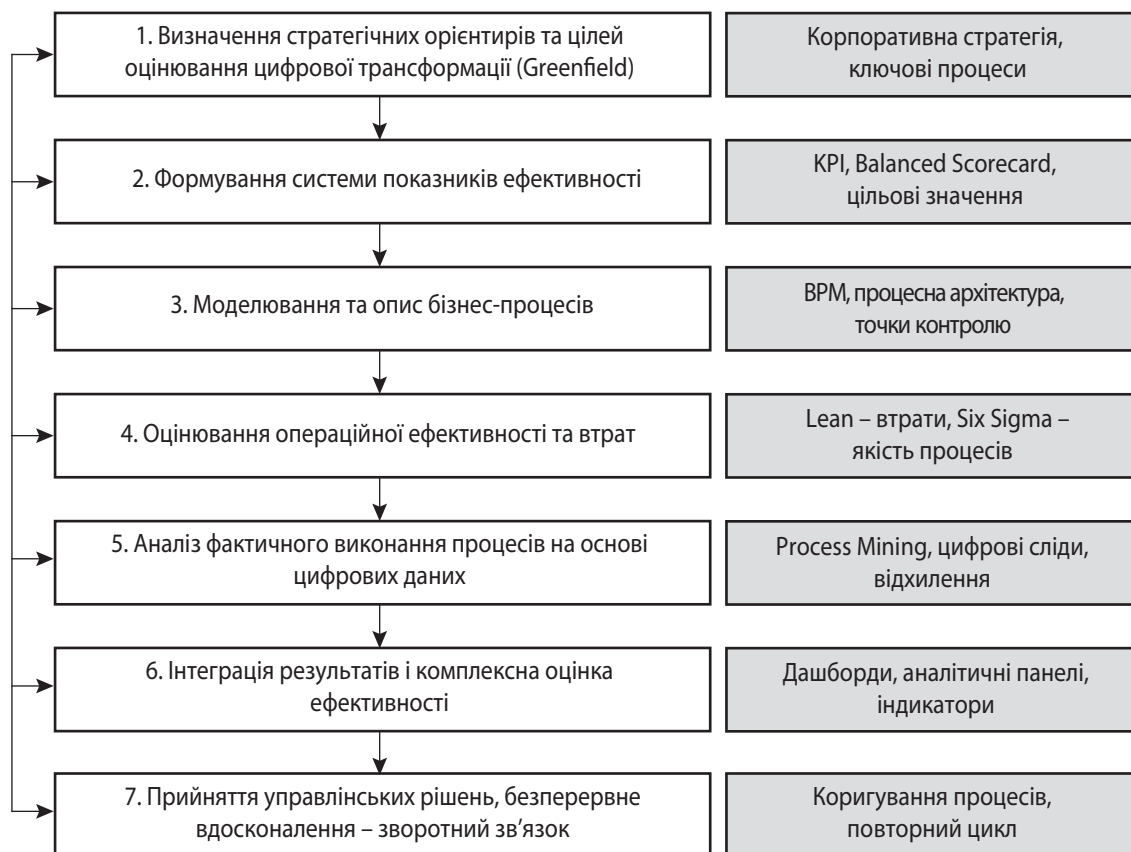 1. Визначення стратегічних орієнтирів та цілей
оцінювання цифрової трансформації (Greenfield)
Корпоративна стратегія,
ключові процеси
2. Формування системи показників ефективності
KPI, Balanced Scorecard,
цільові значення
3. Моделювання та опис бізнес-процесів
BPM, процесна архітектура,
точки контролю
4. Оцінювання операційної ефективності та втрат
Lean – втрати, Six Sigma –
якість процесів
5. Аналіз фактичного виконання процесів на основі
цифрових даних
Process Mining, цифрові сліди,
відхилення
6. Інтеграція результатів і комплексна оцінка
ефективності
Дашборди, аналітичні панелі,
індикатори
7. Прийняття управлінських рішень, безперервне
вдосконалення – зворотний зв'язок
Коригування процесів,
повторний цикл